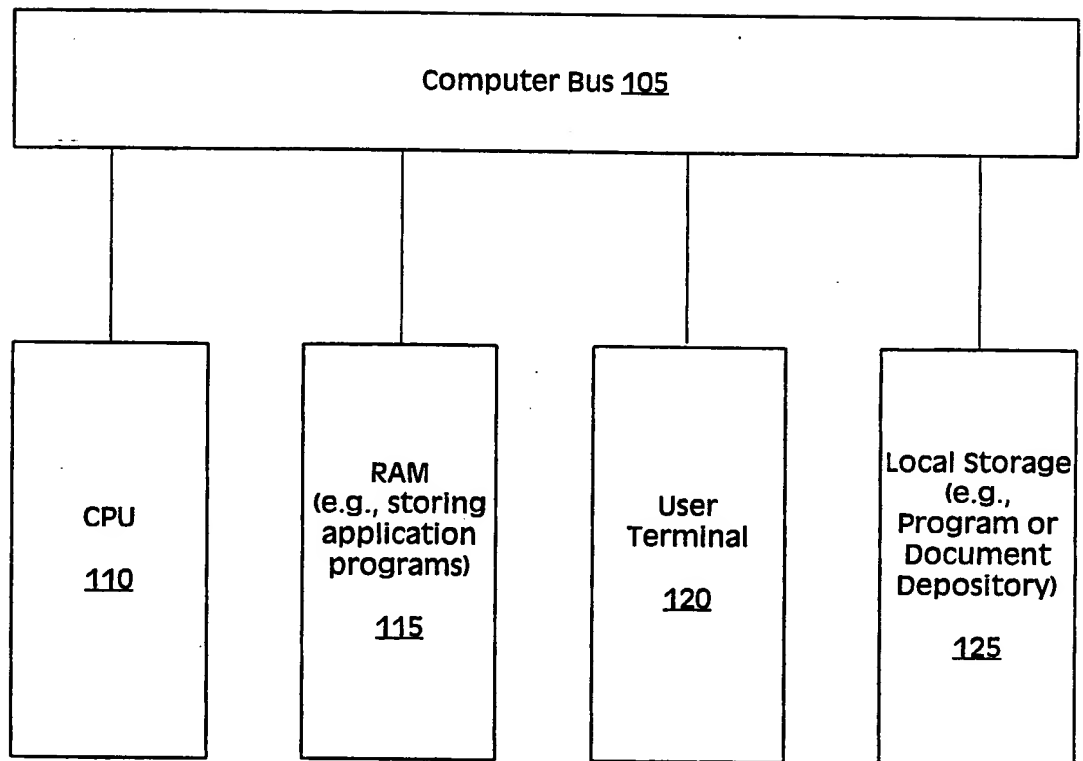 Computer Bus 105
CPU
110
RAM
(e.g., storing
application
programs)
115
User
Terminal
120
Local Storage
(e.g.,
Program or
Document
Depository)
125